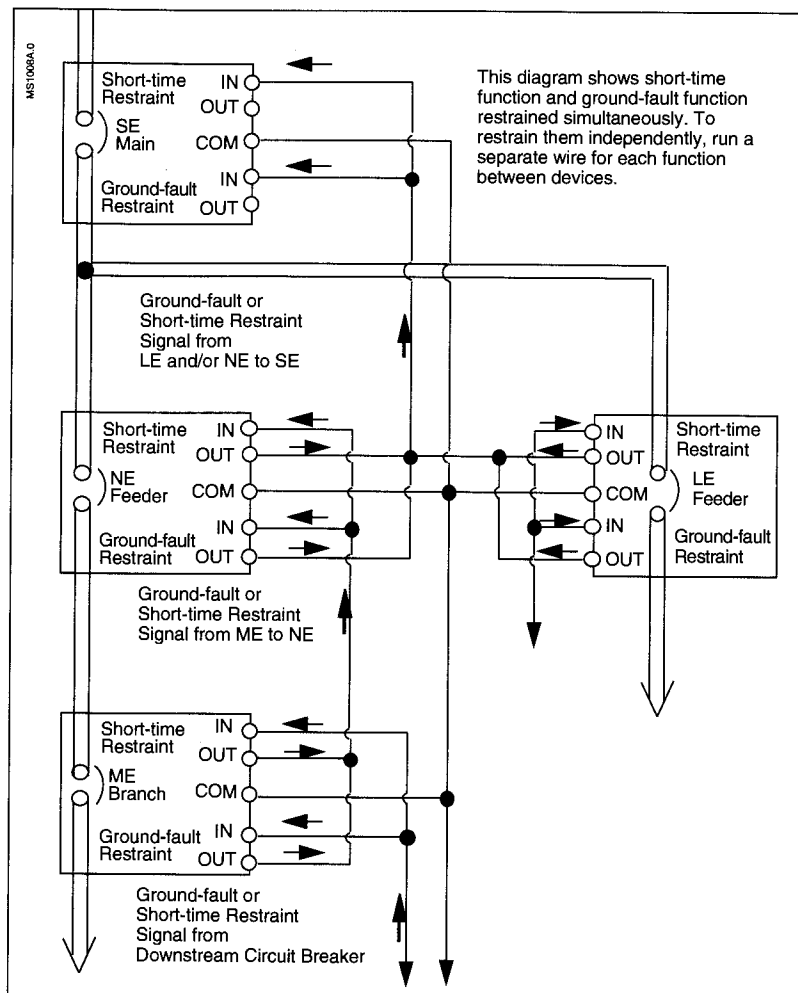 MS1008A.0
Short-time
Restraint
IN
OUT
SE
Main
COM
IN
Ground-fault
Restraint
OUT
This diagram shows short-time
function and ground-fault function
restrained simultaneously. To
restrain them independently, run a
separate wire for each function
between devices.
Ground-fault or
Short-time Restraint
Signal from
LE and/or NE to SE
Short-time
Restraint
IN
OUT
NE
Feeder
COM
IN
Ground-fault
Restraint
OUT
IN
Short-time
Restraint
OUT
LE
Feeder
COM
IN
Ground-fault
Restraint
OUT
Ground-fault or
Short-time Restraint
Signal from ME to NE
Short-time
Restraint
IN
OUT
ME
Branch
COM
IN
Ground-fault
Restraint
OUT
Ground-fault or
Short-time Restraint
Signal from
Downstream Circuit Breaker